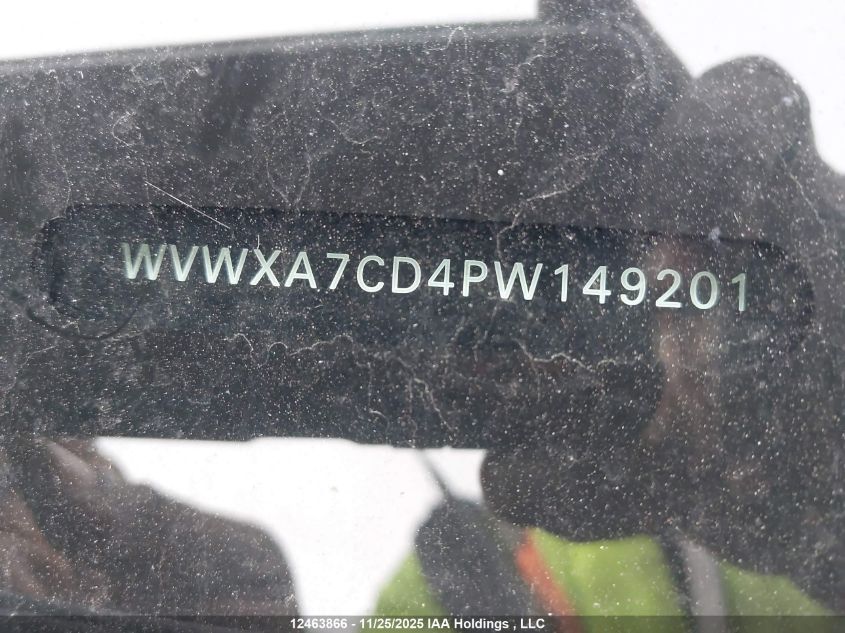 WVWXA7CD4PW149201
12463866 - 11/25/2025 IAA Holdings , LLC